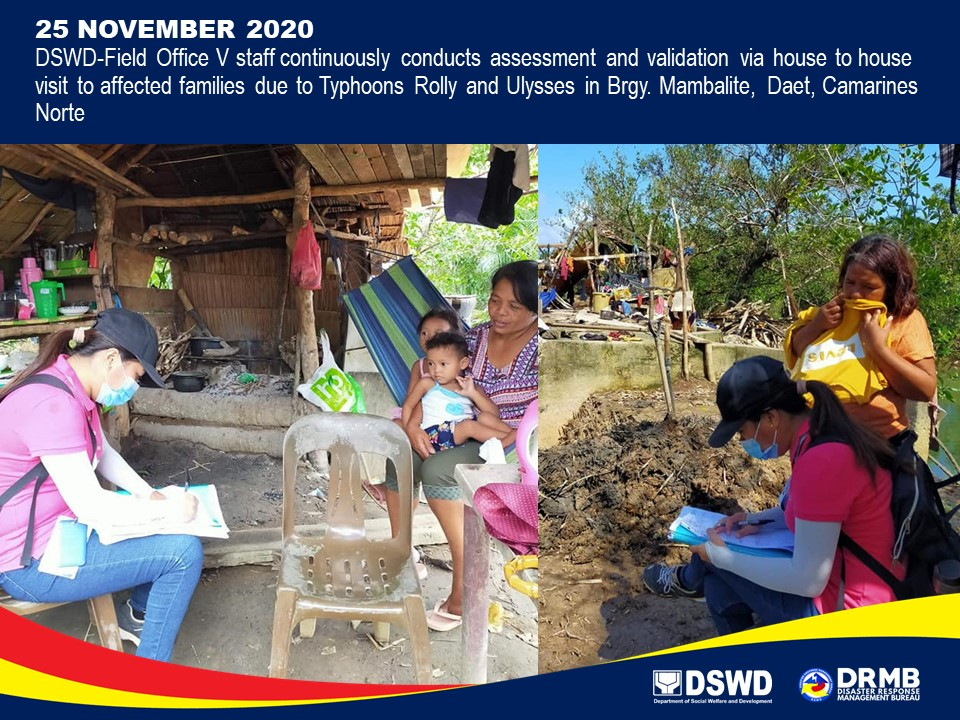 25 NOVEMBER 2020
DSWD-Field Office V staff continuously conducts assessment and validation via house to house
visit to affected families due to Typhoons Rolly and Ulysses in Brgy. Mambalite, Daet, Camarines
Norte
DSWD
Department of Social Welfare and Development
DRMB
DISASTER RESPONSE
MANAGEMENT BUREAU